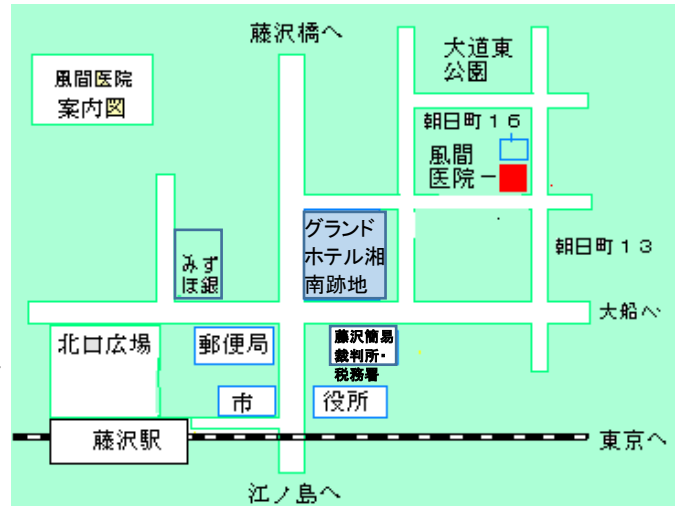 藤沢橋へ
大道東
公園
風間医院
案内図
朝日町16
風間
医院ー
グランド
ホテル湘
南跡地
みず
ほ銀
朝日町13
大船へ
北口広場
郵便局
藤沢簡易
裁判所・
税務署
市
役所
藤沢駅
東京へ
江ノ島へ